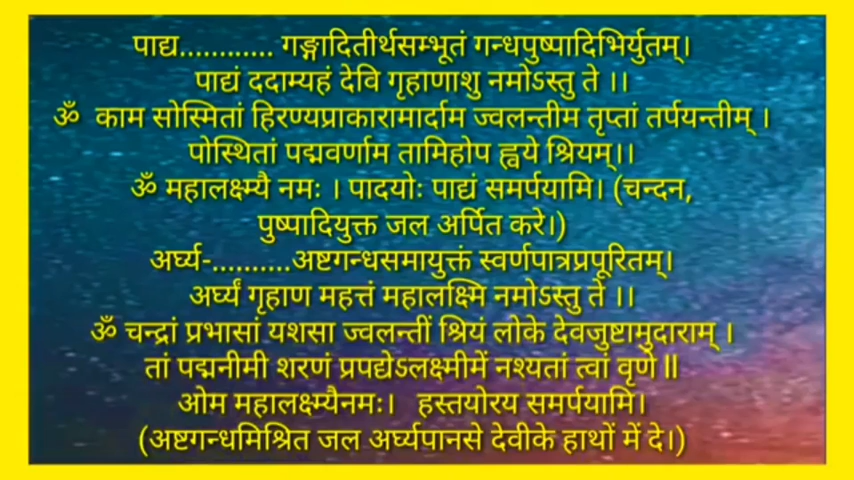 पाद्य............ गङ्गादितीर्थसम्भूतं गन्धपुष्पादिभिर्युतम्।
पाद्यं ददाम्यहं देवि गृहाणाशु नमोऽस्तु ते ।।
ॐ काम सोस्मितां हिरण्यप्राकारामार्दाम ज्वलन्तीम तृप्तां तर्पयन्तीम् ।
पोस्थितां पद्मवर्णाम तामिहोप ह्वये श्रियम्।।
ॐ महालक्ष्म्यै नमः । पादयोः पाद्यं समर्पयामि। (चन्दन,
पुष्पादियुक्त जल अर्पित करे।)
अर्घ्य-..........अष्टगन्धसमायुक्तं स्वर्णपात्रप्रपूरितम्।
अर्घ्यं गृहाण महत्तं महालक्ष्मि नमोऽस्तु ते ।।
ॐ चन्द्रां प्रभासां यशसा ज्वलन्तीं श्रियं लोके देवजुष्टामुदाराम् ।
तां पद्मनीमी शरणं प्रपद्येऽलक्ष्मीमें नश्यतां त्वां वृणे ॥
ओम महालक्ष्म्यैनमः। हस्तयोरय समर्पयामि।
(अष्टगन्धमिश्रित जल अर्घ्यपानसे देवीके हाथों में दे।)